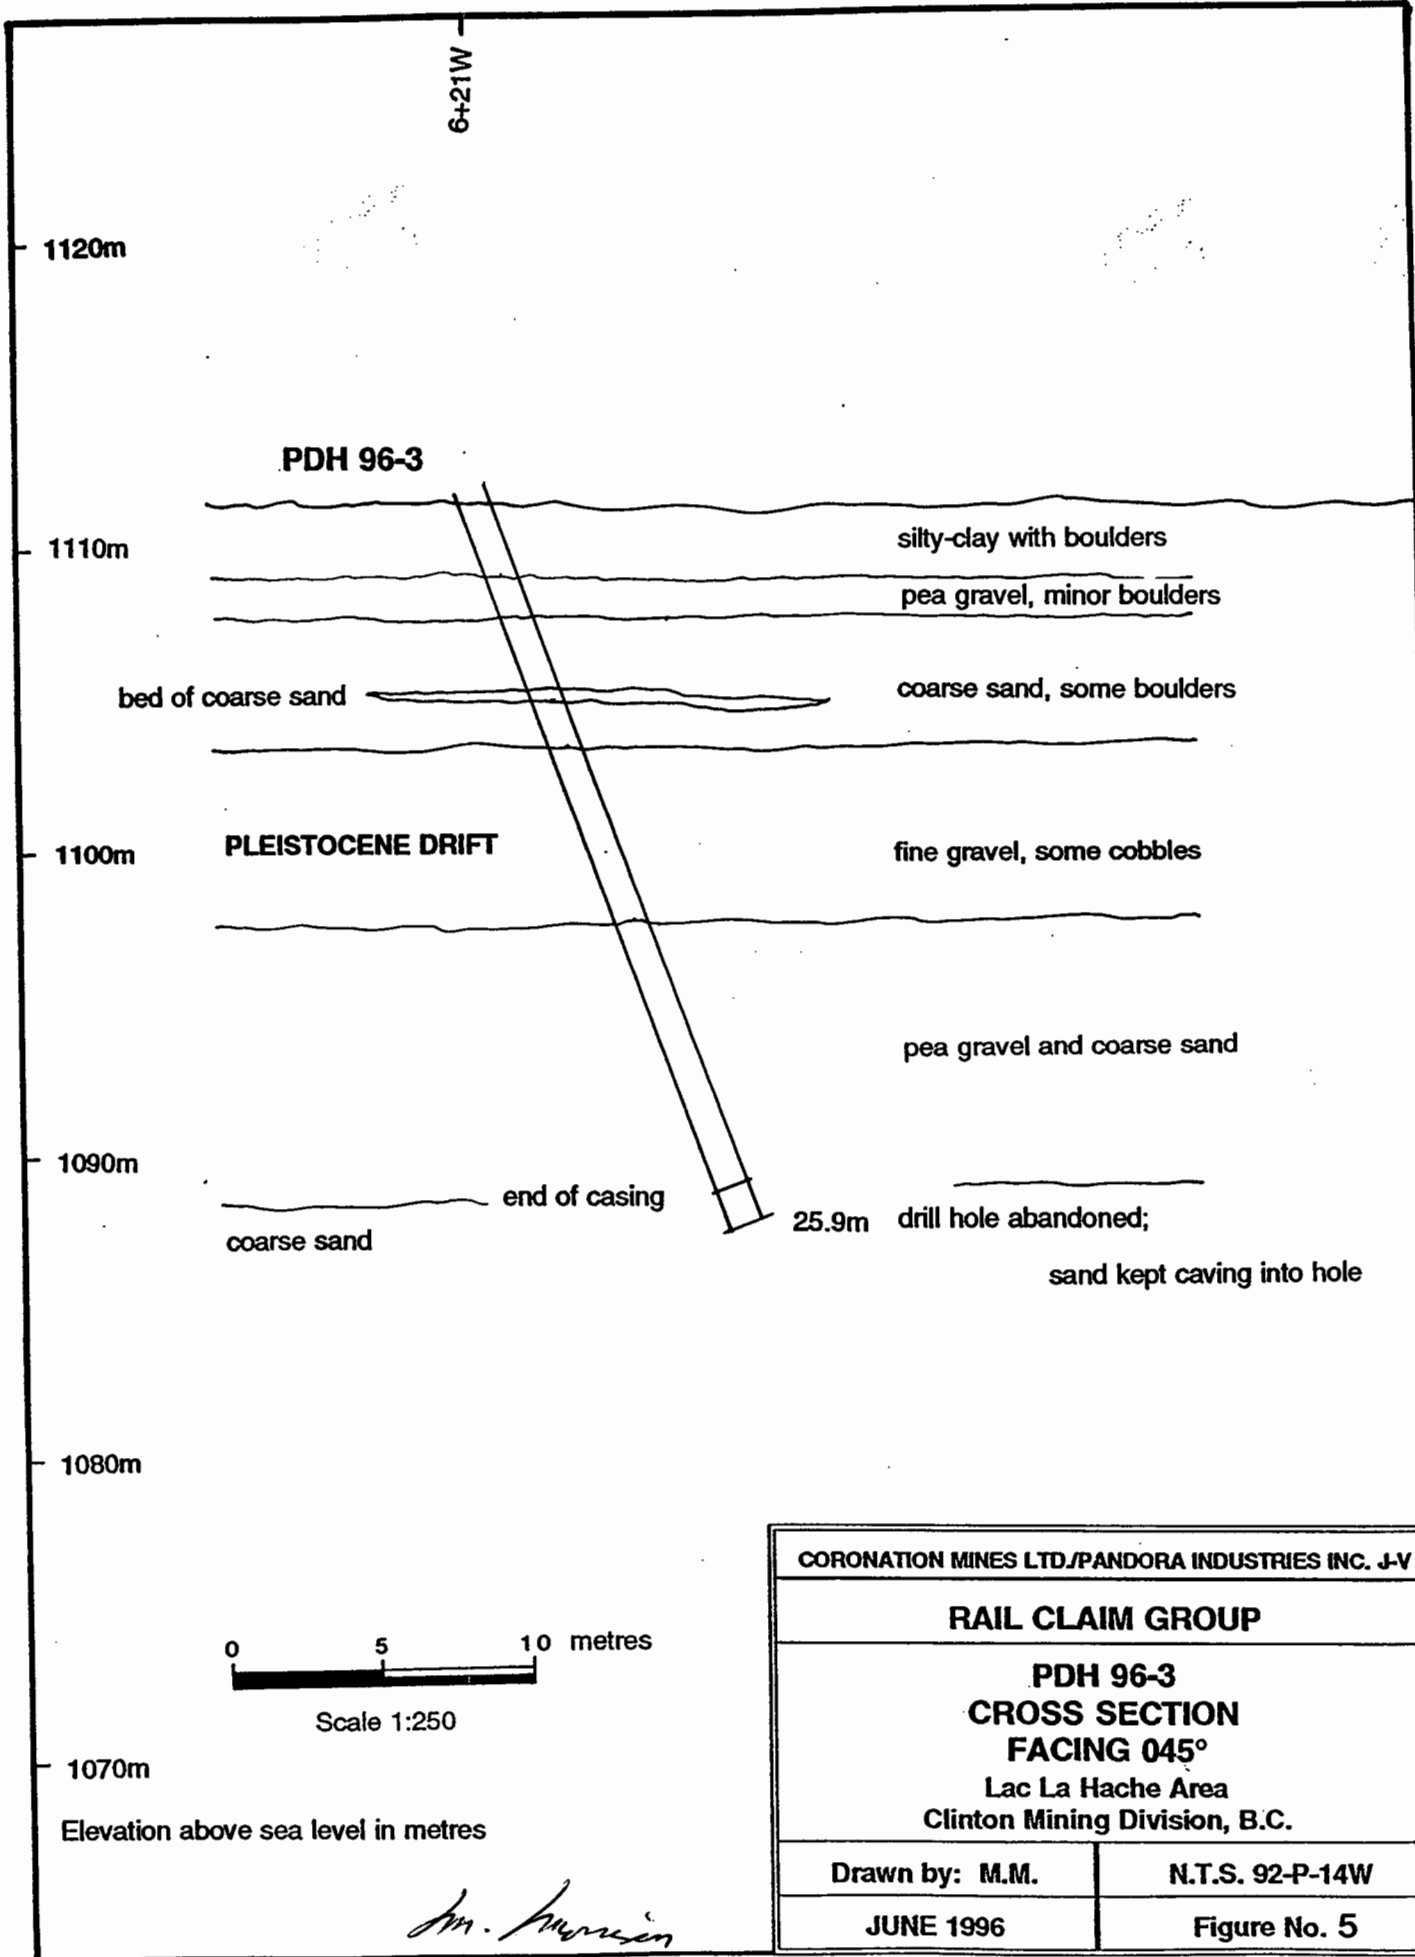 6+21W
1120m
PDH 96-3
1110m
silty-clay with boulders
pea gravel, minor boulders
bed of coarse sand
coarse sand, some boulders
PLEISTOCENE DRIFT
1100m
fine gravel, some cobbles
pea gravel and coarse sand
1090m
end of casing
coarse sand
25.9m
drill hole abandoned;
sand kept caving into hole
1080m
0 5 10 metres
Scale 1:250
1070m
Elevation above sea level in metres
CORONATION MINES LTD./PANDORA INDUSTRIES INC. J-V
RAIL CLAIM GROUP
PDH 96-3
CROSS SECTION
FACING 045°
Lac La Hache Area
Clinton Mining Division, B.C.
Drawn by: M.M.
N.T.S. 92-P-14W
JUNE 1996
Figure No. 5